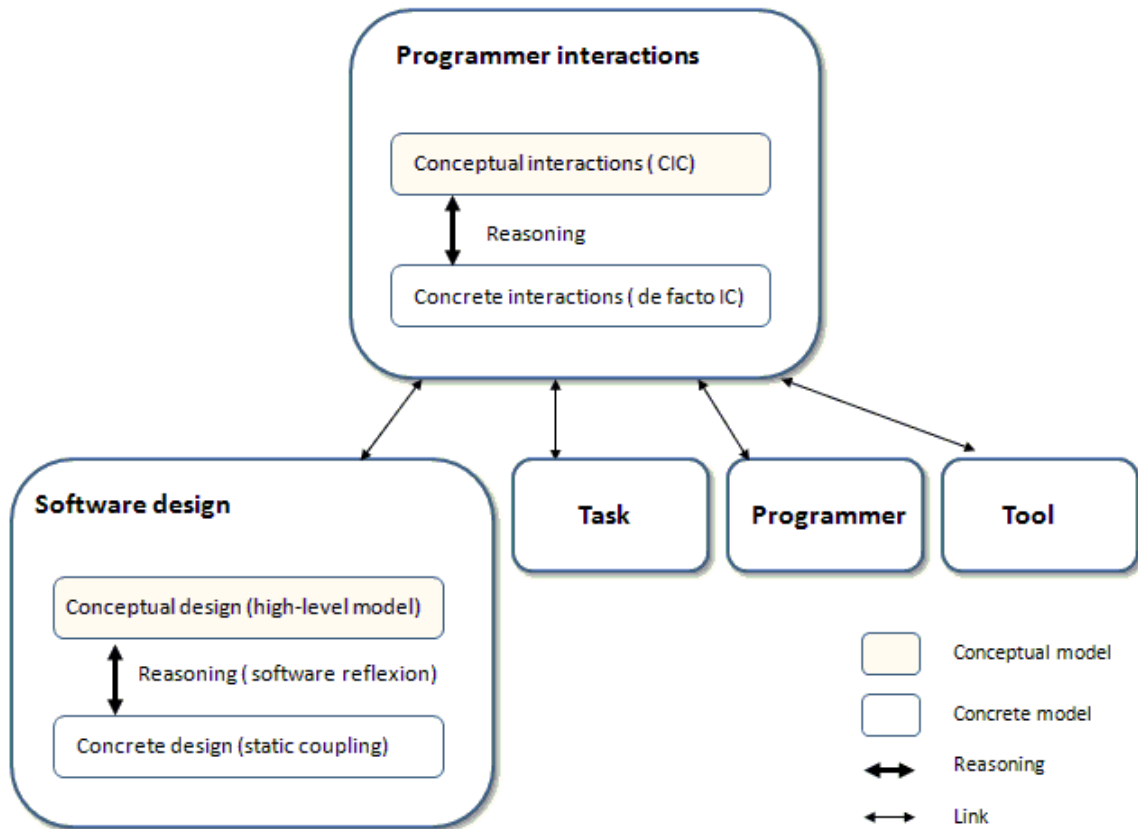 Programmer interactions
Conceptual interactions ( CIC)
Reasoning
Concrete interactions ( de facto IC)
Software design
Conceptual design (high-level model)
Reasoning ( software reflexion)
Concrete design (static coupling)
Task
Programmer
Tool
Conceptual model
Concrete model
Reasoning
Link